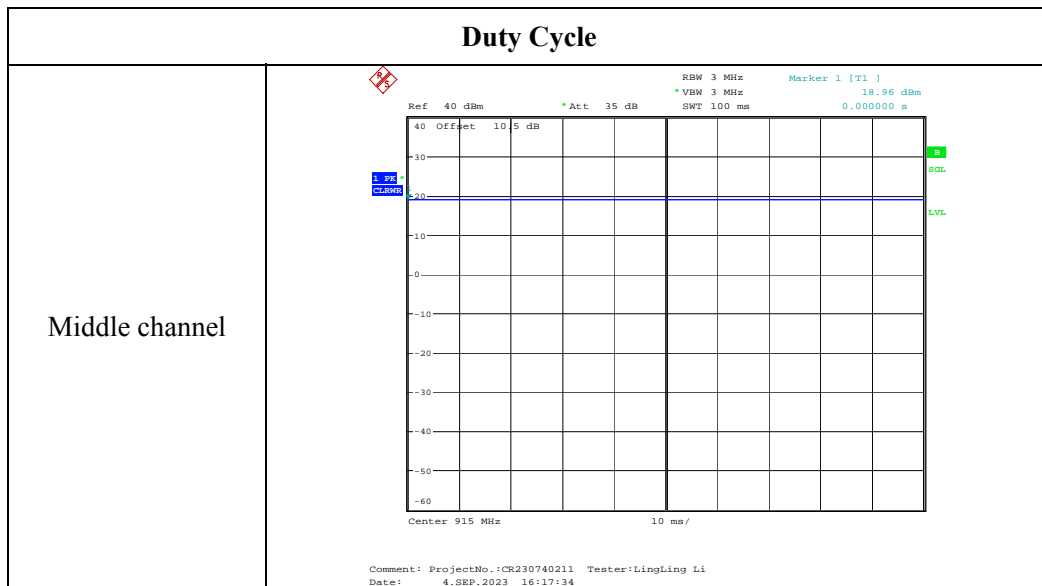 Duty Cycle
Middle channel
R S
RBW 3 MHz Marker 1 [T1 ]
*VBW 3 MHz 18.96 dBm
Ref 40 dBm *Att 35 dB SWT 100 ms 0.000000 s
40 Offset 10.5 dB
B
30
SGL
1 PK *
CLRWR
1
20
LVL
10
0
-10
-20
-30
-40
-50
-60
Center 915 MHz 10 ms/
Comment: ProjectNo.:CR230740211 Tester:LingLing Li
Date: 4.SEP.2023 16:17:34